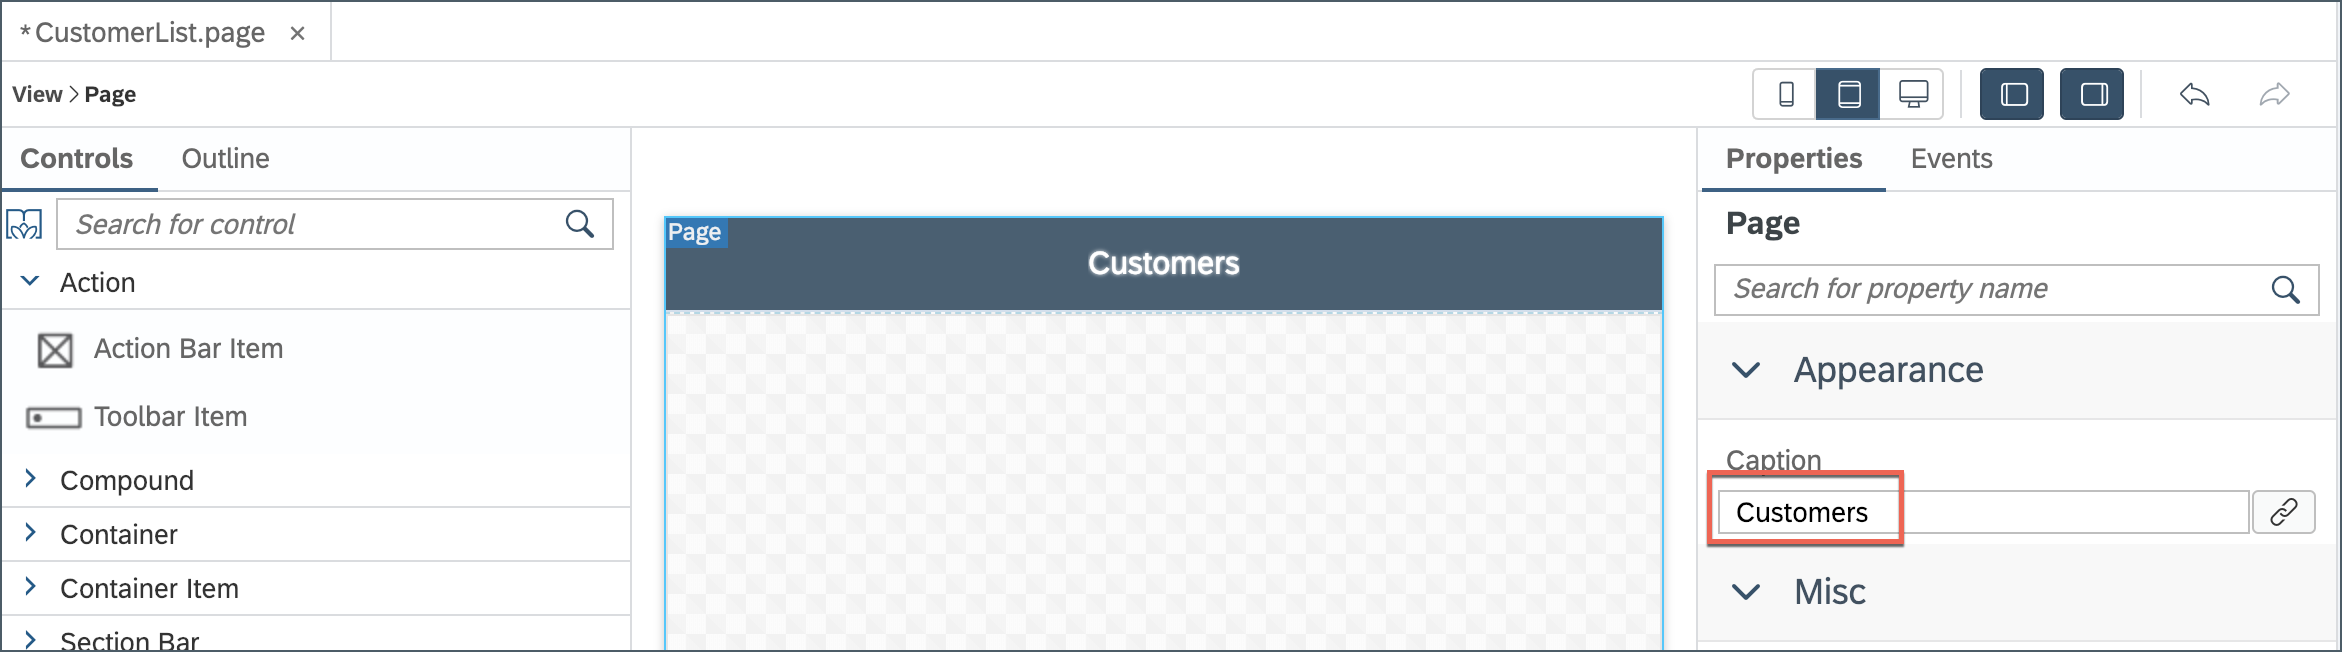 *CustomerList.page ×
View > Page
Controls Outline
Search for control
Action
Action Bar Item
Toolbar Item
Compound
Container
Container Item
Section Bar
Page
Customers
Properties Events
Page
Search for property name
Appearance
Caption
Customers
Misc